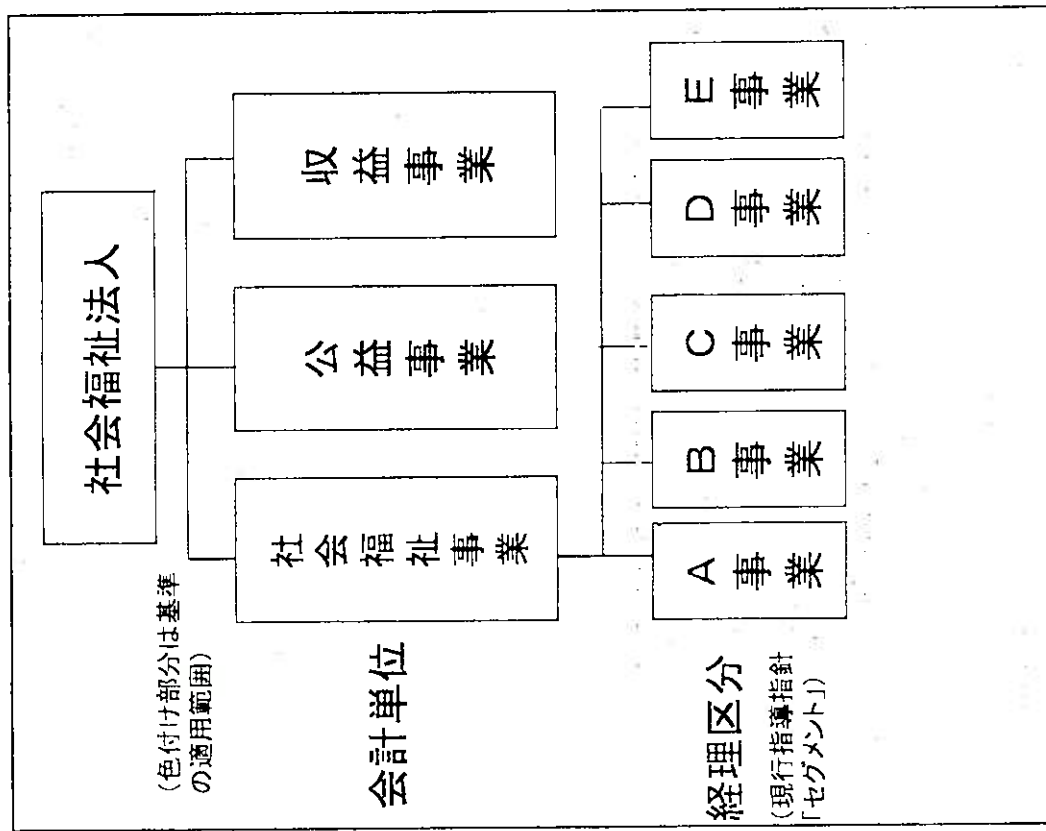 社会福祉法人
(色付け部分は基準
の適用範囲)
会計単位
社会福祉事業
公益事業
収益事業
経理区分
(現行指導指針
「セグメント」)
A事業
B事業
C事業
D事業
E事業